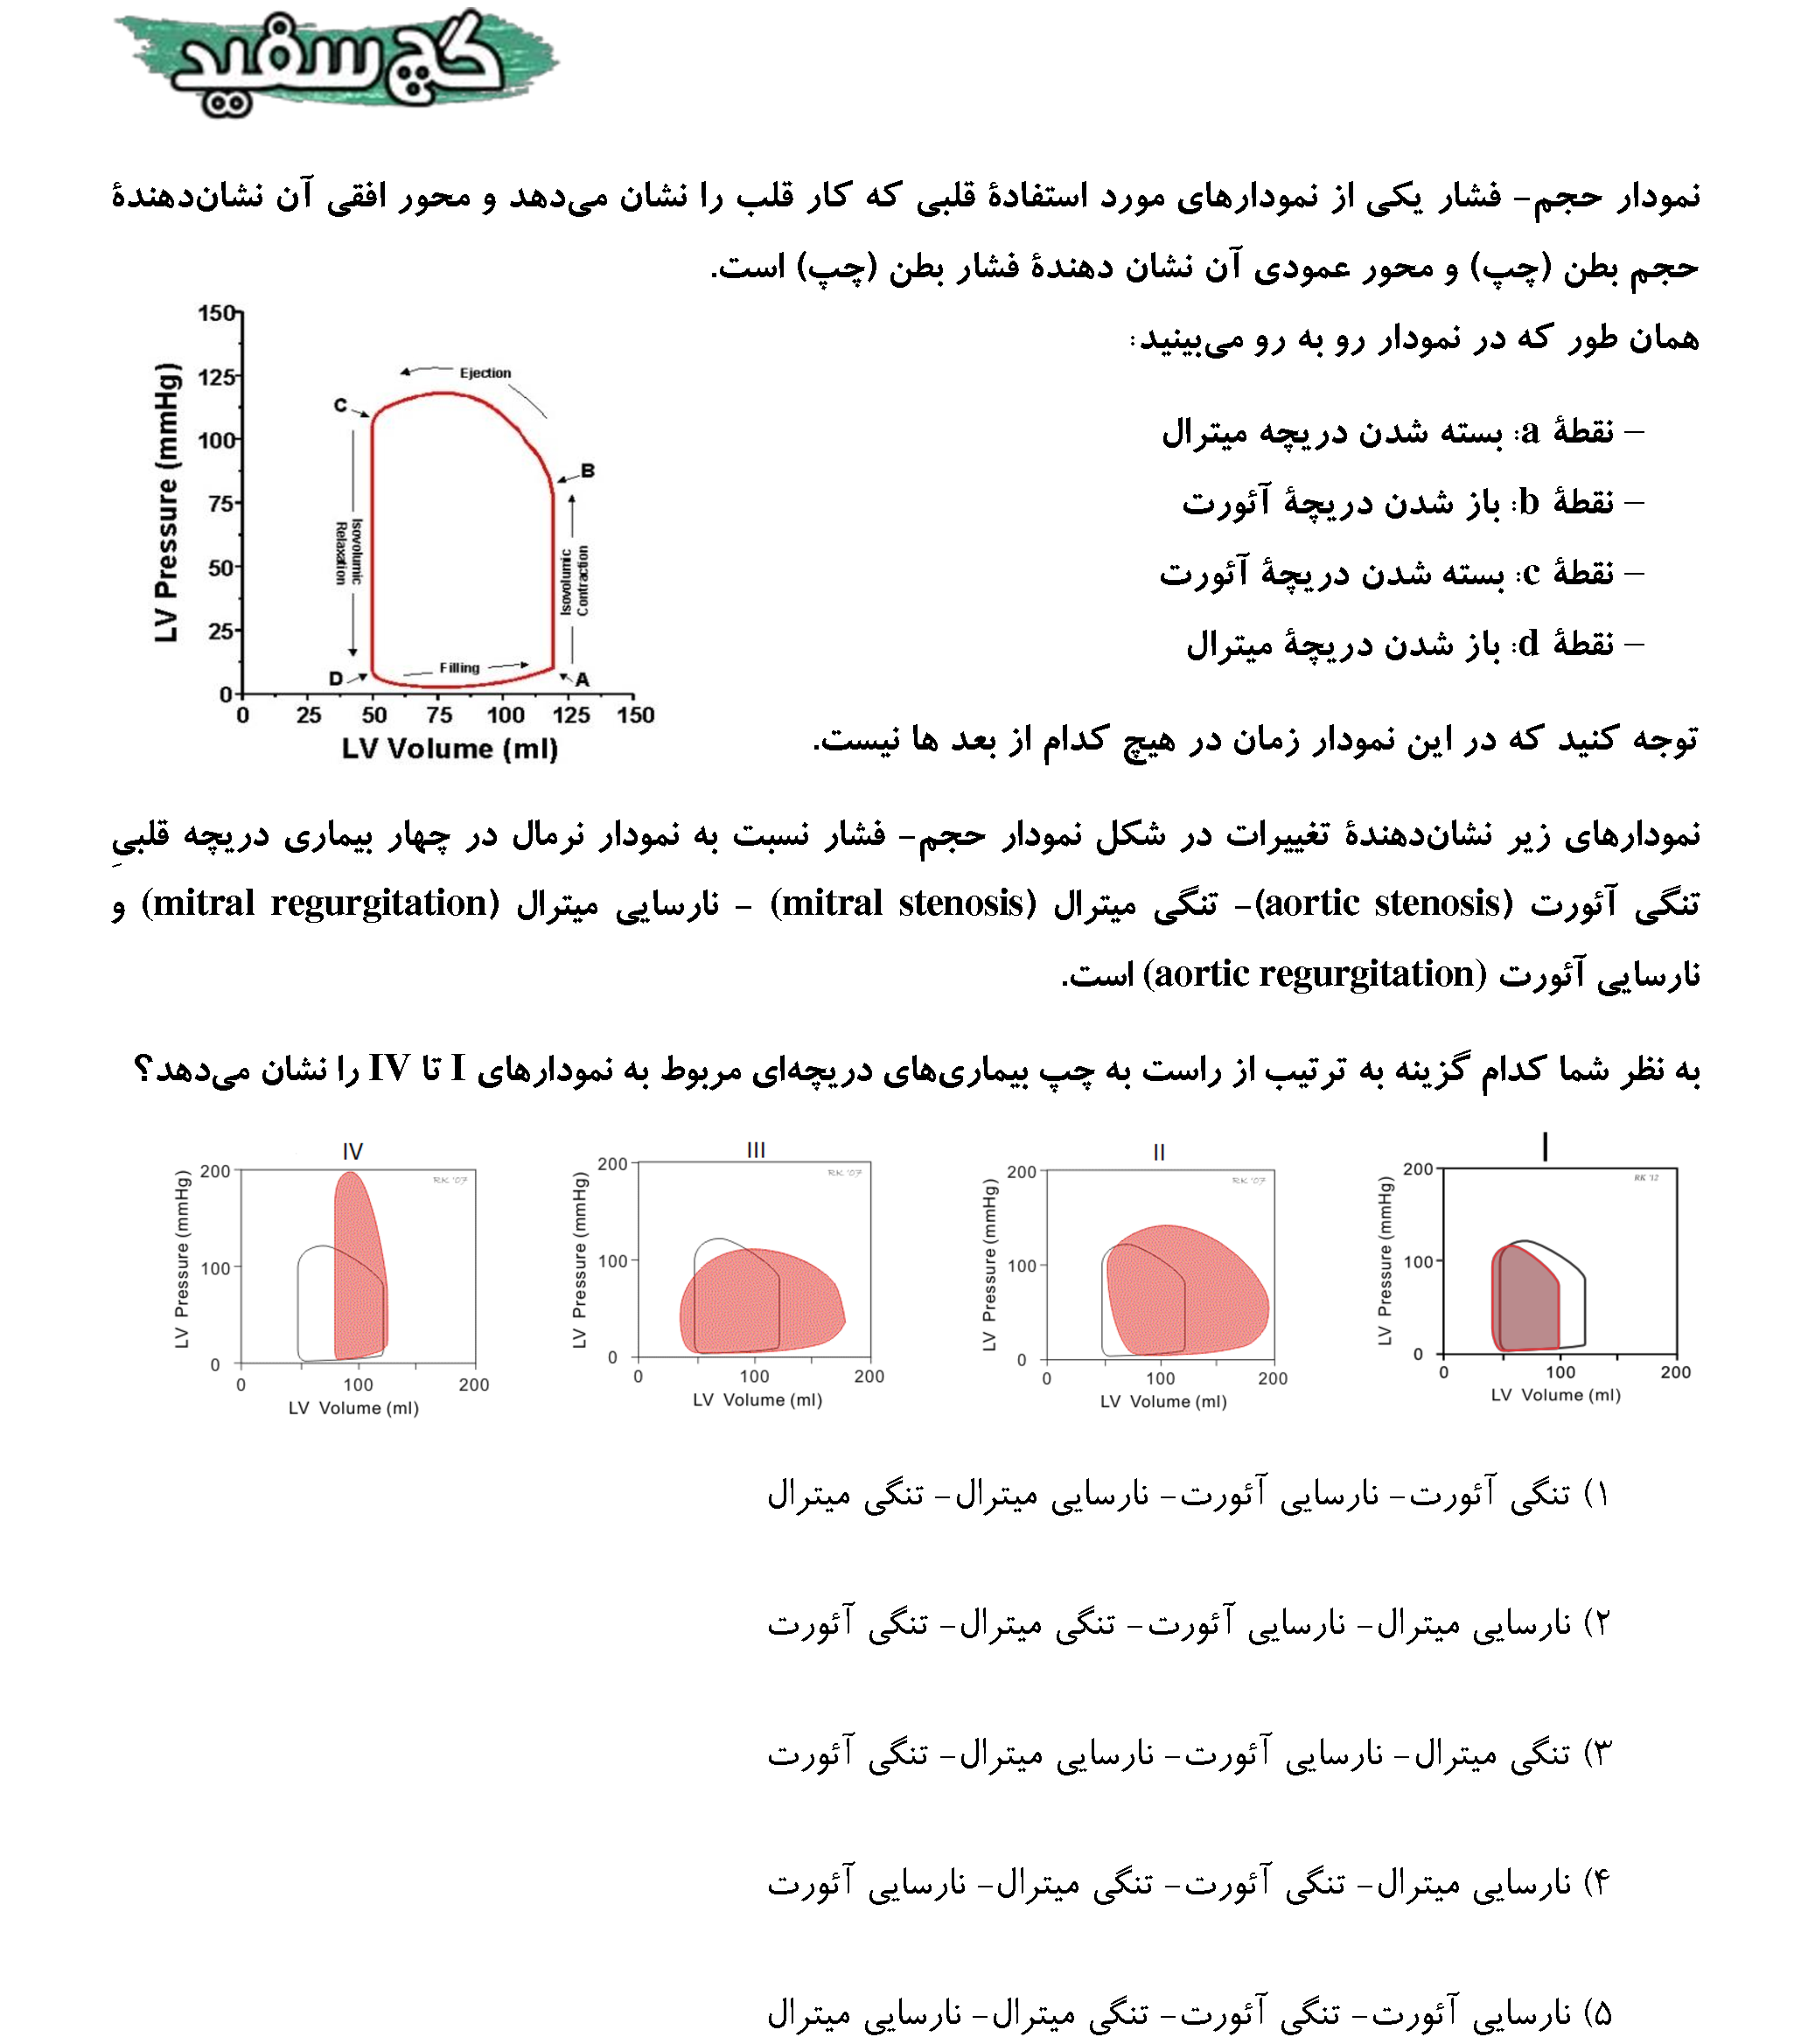 گچ سفید
نمودار حجم- فشار یکی از نمودارهای مورد استفادهٔ قلبی که کار قلب را نشان می‌دهد و محور افقی آن نشان‌دهندهٔ
حجم بطن (چپ) و محور عمودی آن نشان دهندهٔ فشار بطن (چپ) است.
همان طور که در نمودار رو به رو می‌بینید:
– نقطهٔ a: بسته شدن دریچه میترال
– نقطهٔ b: باز شدن دریچهٔ آئورت
– نقطهٔ c: بسته شدن دریچهٔ آئورت
– نقطهٔ d: باز شدن دریچهٔ میترال
150
125
100
75
50
25
0
LV Pressure (mmHg)
Ejection
C
B
Isovolumic Relaxation
Isovolumic Contraction
D
Filling
A
0 25 50 75 100 125 150
LV Volume (ml)
توجه کنید که در این نمودار زمان در هیچ کدام از بعد ها نیست.
نمودارهای زیر نشان‌دهندهٔ تغییرات در شکل نمودار حجم- فشار نسبت به نمودار نرمال در چهار بیماری دریچه قلبیِ
تنگی آئورت (aortic stenosis)- تنگی میترال (mitral stenosis) - نارسایی میترال (mitral regurgitation) و
نارسایی آئورت (aortic regurgitation) است.
به نظر شما کدام گزینه به ترتیب از راست به چپ بیماری‌های دریچه‌ای مربوط به نمودارهای I تا IV را نشان می‌دهد؟
I
200
100
0
LV Pressure (mmHg)
RK '12
0 100 200
LV Volume (ml)
II
200
100
0
LV Pressure (mmHg)
RK '07
0 100 200
LV Volume (ml)
III
200
100
0
LV Pressure (mmHg)
RK '07
0 100 200
LV Volume (ml)
IV
200
100
0
LV Pressure (mmHg)
RK '07
0 100 200
LV Volume (ml)
۱) تنگی آئورت- نارسایی آئورت- نارسایی میترال- تنگی میترال
۲) نارسایی میترال- نارسایی آئورت- تنگی میترال- تنگی آئورت
۳) تنگی میترال- نارسایی آئورت- نارسایی میترال- تنگی آئورت
۴) نارسایی میترال- تنگی آئورت- تنگی میترال- نارسایی آئورت
۵) نارسایی آئورت- تنگی آئورت- تنگی میترال- نارسایی میترال